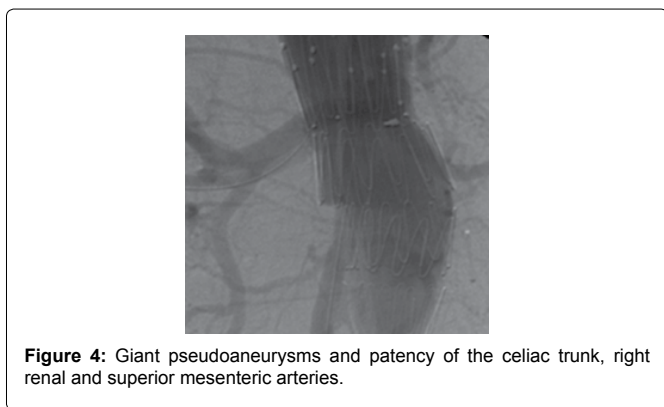 Figure 4: Giant pseudoaneurysms and patency of the celiac trunk, right
renal and superior mesenteric arteries.